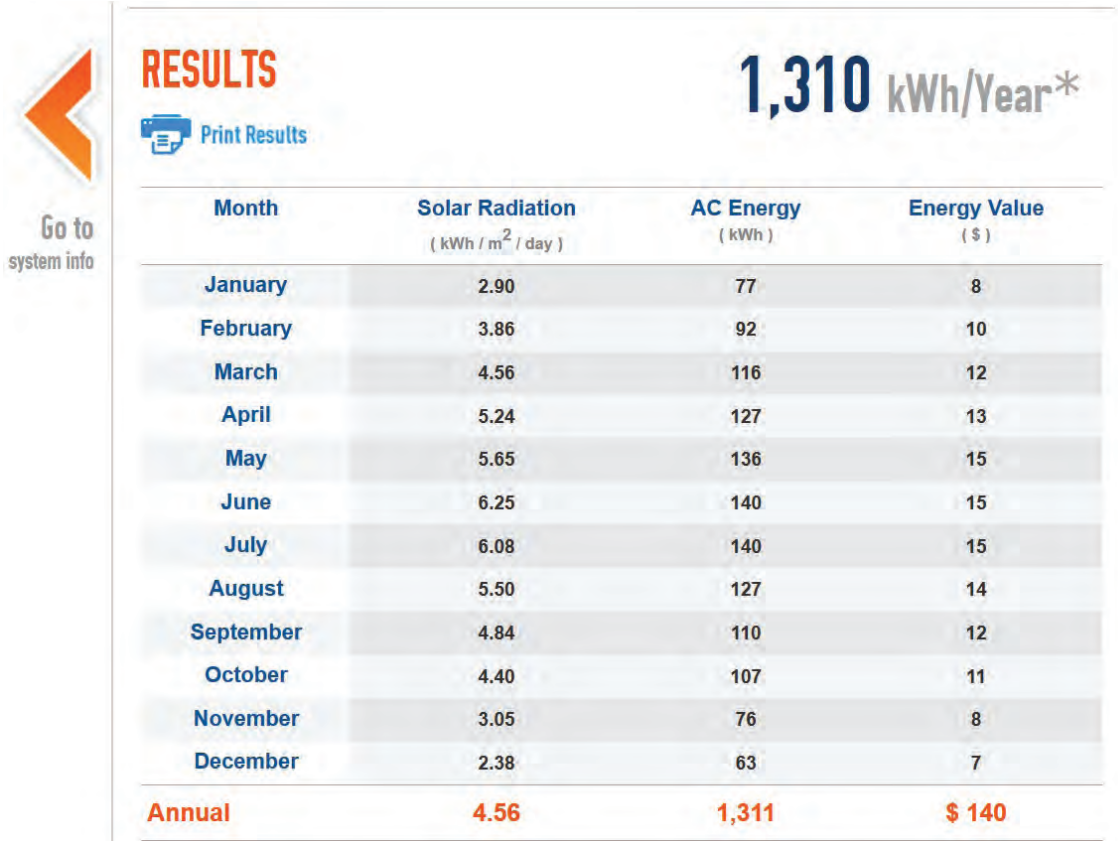 RESULTS
1,310 kWh/Year*
Print Results
Go to
system info
Month Solar Radiation AC Energy Energy Value
( kWh / m2 / day ) ( kWh ) ( $ )
January 2.90 77 8
February 3.86 92 10
March 4.56 116 12
April 5.24 127 13
May 5.65 136 15
June 6.25 140 15
July 6.08 140 15
August 5.50 127 14
September 4.84 110 12
October 4.40 107 11
November 3.05 76 8
December 2.38 63 7
Annual 4.56 1,311 $ 140